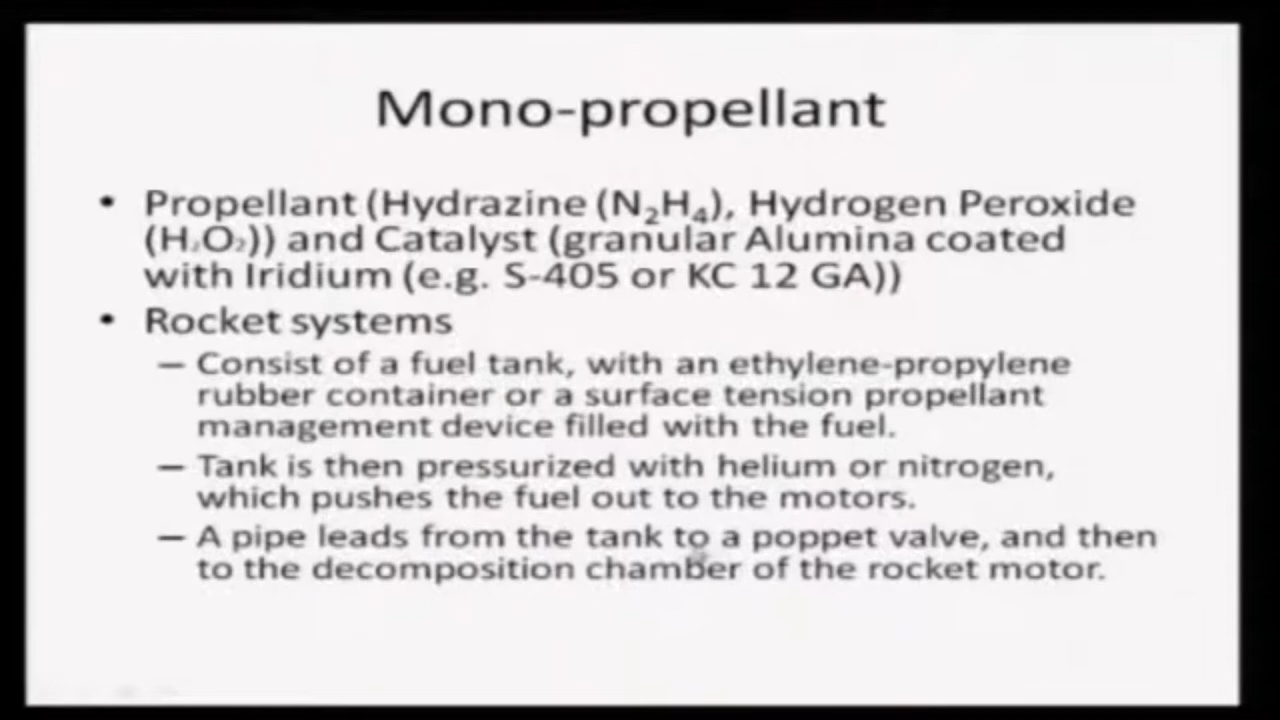 Mono-propellant
• Propellant (Hydrazine (N₂H₄), Hydrogen Peroxide
(H₂O₂)) and Catalyst (granular Alumina coated
with Iridium (e.g. S-405 or KC 12 GA))
• Rocket systems
– Consist of a fuel tank, with an ethylene-propylene
rubber container or a surface tension propellant
management device filled with the fuel.
– Tank is then pressurized with helium or nitrogen,
which pushes the fuel out to the motors.
– A pipe leads from the tank to a poppet valve, and then
to the decomposition chamber of the rocket motor.